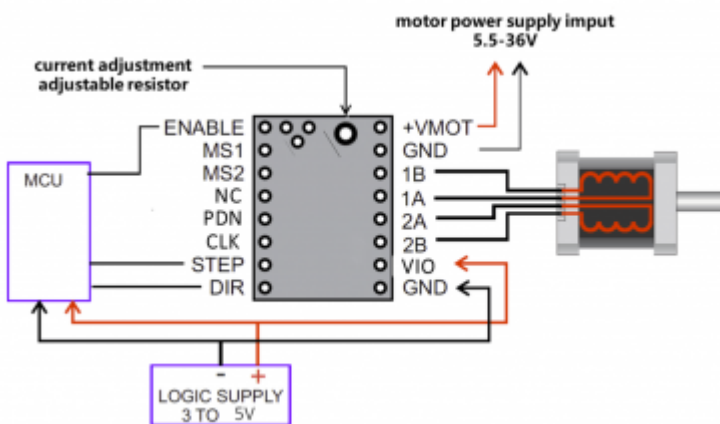 motor power supply imput
5.5-36V
current adjustment
adjustable resistor
ENABLE
MS1
MS2
NC
PDN
CLK
STEP
DIR
+VMOT
GND
1B
1A
2A
2B
VIO
GND
MCU
- +
LOGIC SUPPLY
3 TO 5V